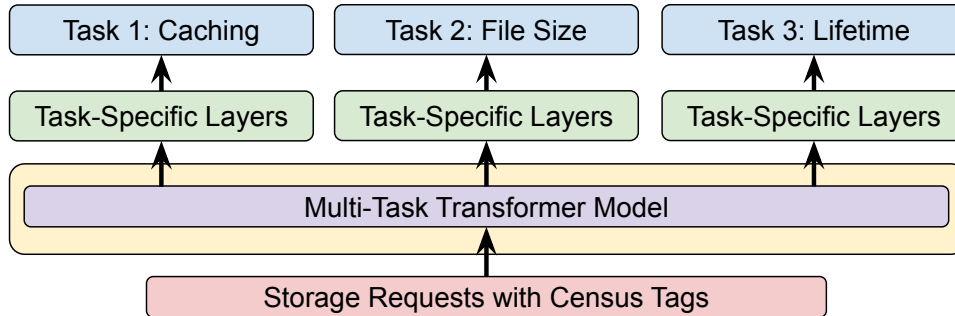 Task 1: Caching
Task 2: File Size
Task 3: Lifetime
Task-Specific Layers
Task-Specific Layers
Task-Specific Layers
Multi-Task Transformer Model
Storage Requests with Census Tags